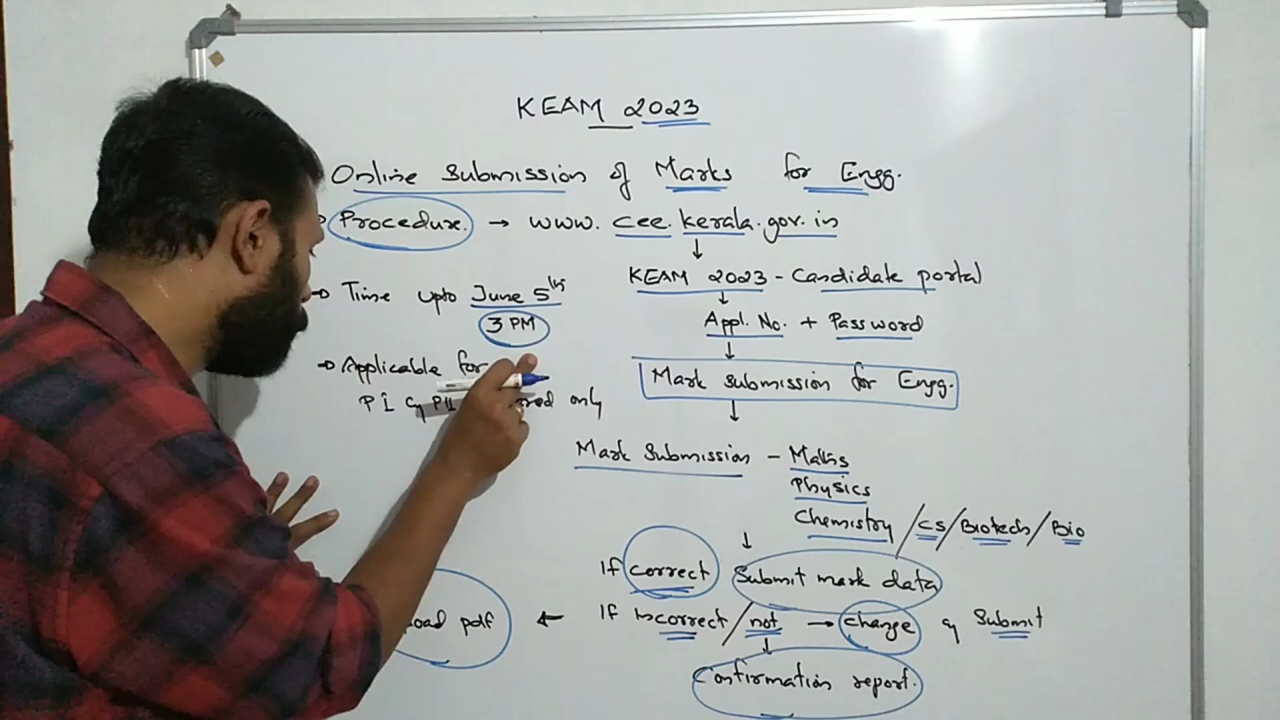 KEAM 2023
Online Submission of Marks for Engg.
Procedure. → www.cee.kerala.gov.in
↓
KEAM 2023 - Candidate portal
→ Time upto June 5th
3 PM
↓
Appl. No. + Password
↓
→ Applicable for
Mark submission for Engg.
only
↓
Mark Submission - Maths
Physics
Chemistry / CS / Biotech / Bio
↓
If correct Submit mark data
If Incorrect / not → change & Submit
← pdf
↓
Confirmation report.